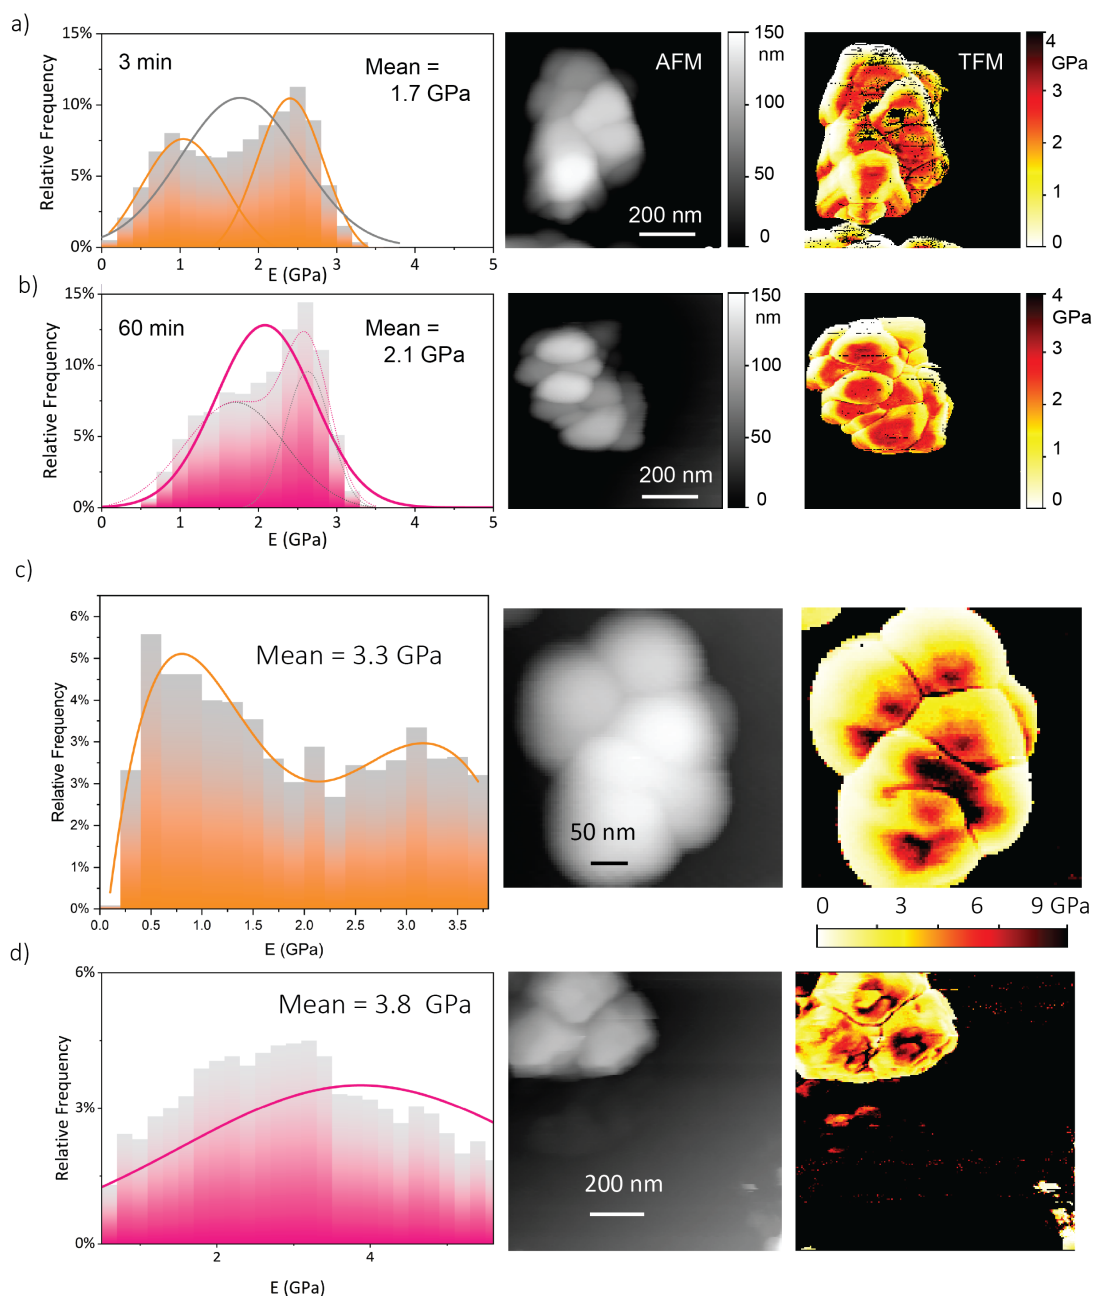 a)
15%
10%
5%
0%
Relative Frequency
3 min
Mean =
1.7 GPa
0 1 2 3 4 5
E (GPa)
AFM
200 nm
150
nm
100
50
0
TFM
4
GPa
3
2
1
0
b)
15%
10%
5%
0%
Relative Frequency
60 min
Mean =
2.1 GPa
0 1 2 3 4 5
E (GPa)
200 nm
150
nm
100
50
0
4
GPa
3
2
1
0
c)
6%
5%
4%
3%
3%
2%
1%
0%
Relative Frequency
Mean = 3.3 GPa
0.0 0.5 1.0 1.5 2.0 2.5 3.0 3.5
E (GPa)
50 nm
0 3 6 9 GPa
d)
6%
3%
0%
Relative Frequency
Mean = 3.8 GPa
2 4
E (GPa)
200 nm